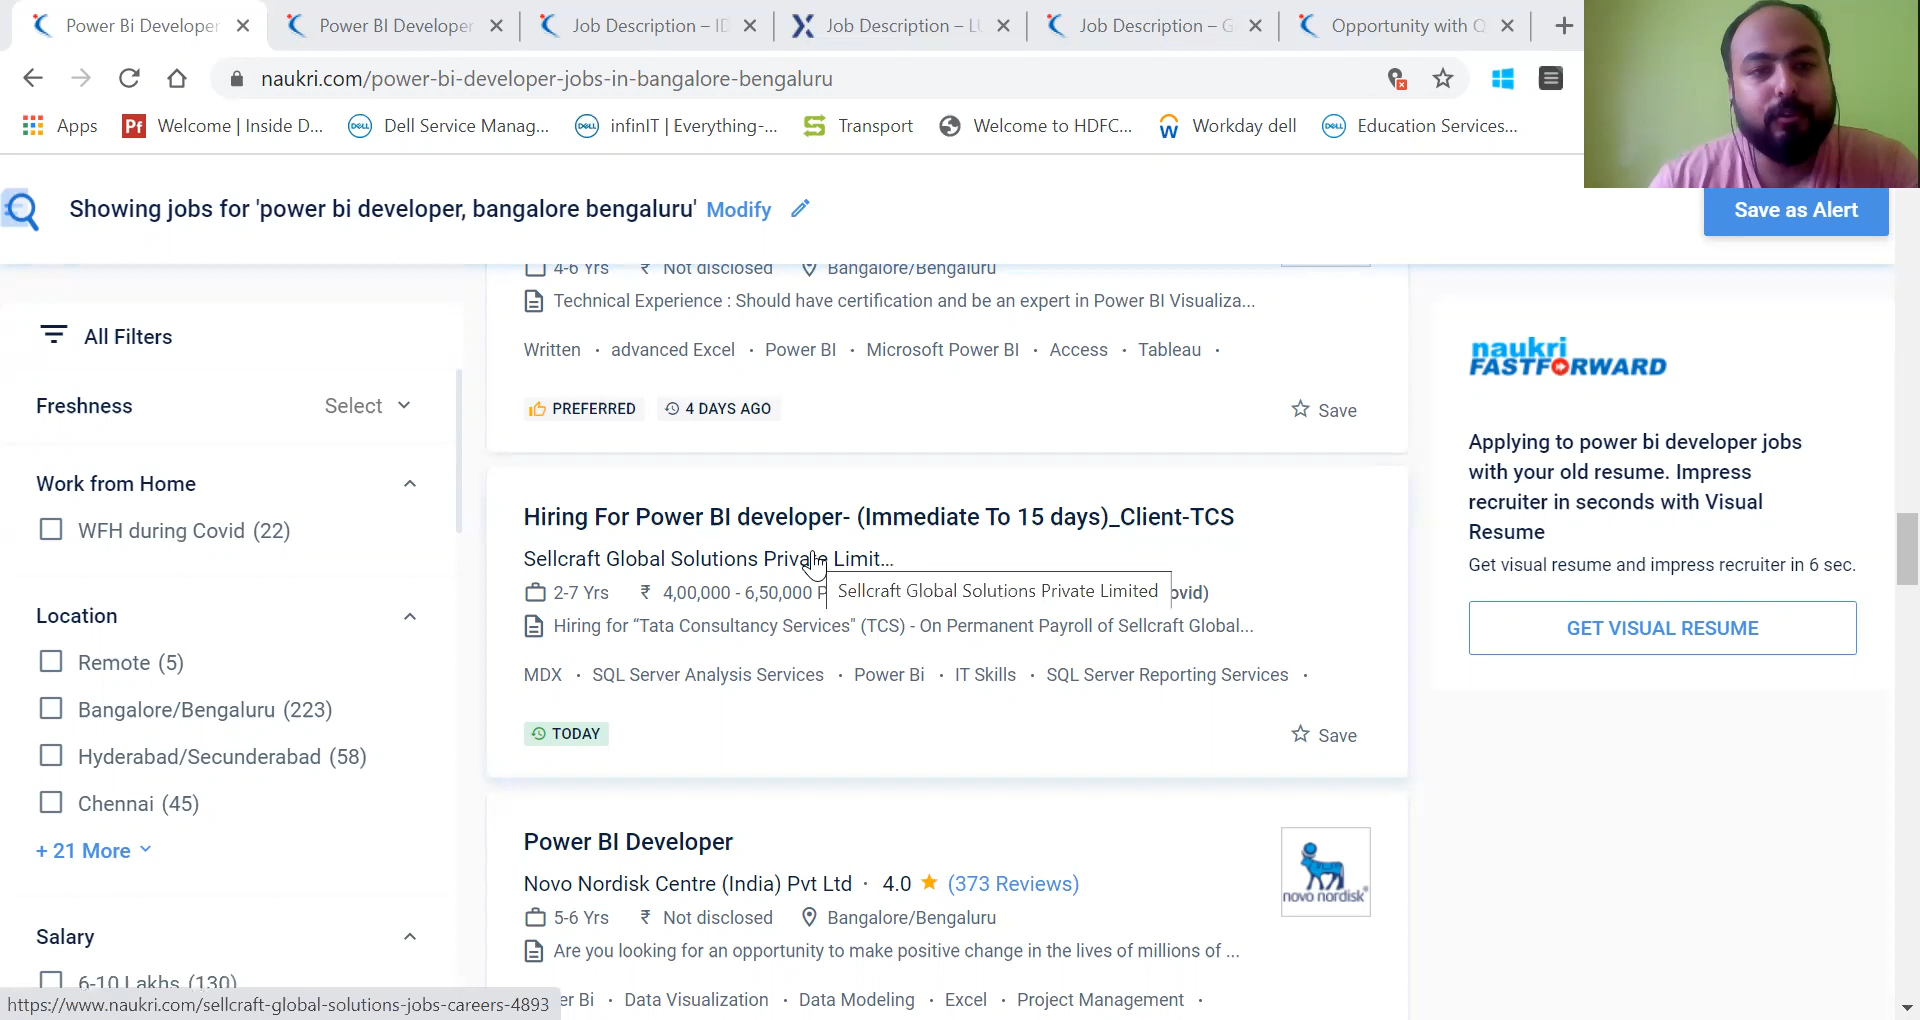 Power Bi Developer
Power BI Developer
Job Description – ID
Job Description – LU
Job Description – G
Opportunity with Q
naukri.com/power-bi-developer-jobs-in-bangalore-bengaluru
Apps
Pf Welcome | Inside D...
DELL Dell Service Manag...
DELL infinIT | Everything-...
Transport
Welcome to HDFC...
Workday dell
DELL Education Services...
Showing jobs for 'power bi developer, bangalore bengaluru' Modify
Save as Alert
4-6 Yrs ₹ Not disclosed Bangalore/Bengaluru
Technical Experience : Should have certification and be an expert in Power BI Visualiza...
Written · advanced Excel · Power BI · Microsoft Power BI · Access · Tableau ·
PREFERRED 4 DAYS AGO Save
All Filters
Freshness Select
Work from Home
WFH during Covid (22)
Location
Remote (5)
Bangalore/Bengaluru (223)
Hyderabad/Secunderabad (58)
Chennai (45)
+ 21 More
Salary
6-10 Lakhs (130)
Hiring For Power BI developer- (Immediate To 15 days)_Client-TCS
Sellcraft Global Solutions Private Limit...
2-7 Yrs ₹ 4,00,000 - 6,50,000 P
Sellcraft Global Solutions Private Limited
ovid)
Hiring for “Tata Consultancy Services" (TCS) - On Permanent Payroll of Sellcraft Global...
MDX · SQL Server Analysis Services · Power Bi · IT Skills · SQL Server Reporting Services ·
TODAY Save
Power BI Developer
Novo Nordisk Centre (India) Pvt Ltd · 4.0 (373 Reviews)
novo nordisk®
5-6 Yrs ₹ Not disclosed Bangalore/Bengaluru
Are you looking for an opportunity to make positive change in the lives of millions of ...
er Bi · Data Visualization · Data Modeling · Excel · Project Management ·
naukri
FASTFORWARD
Applying to power bi developer jobs
with your old resume. Impress
recruiter in seconds with Visual
Resume
Get visual resume and impress recruiter in 6 sec.
GET VISUAL RESUME
https://www.naukri.com/sellcraft-global-solutions-jobs-careers-4893